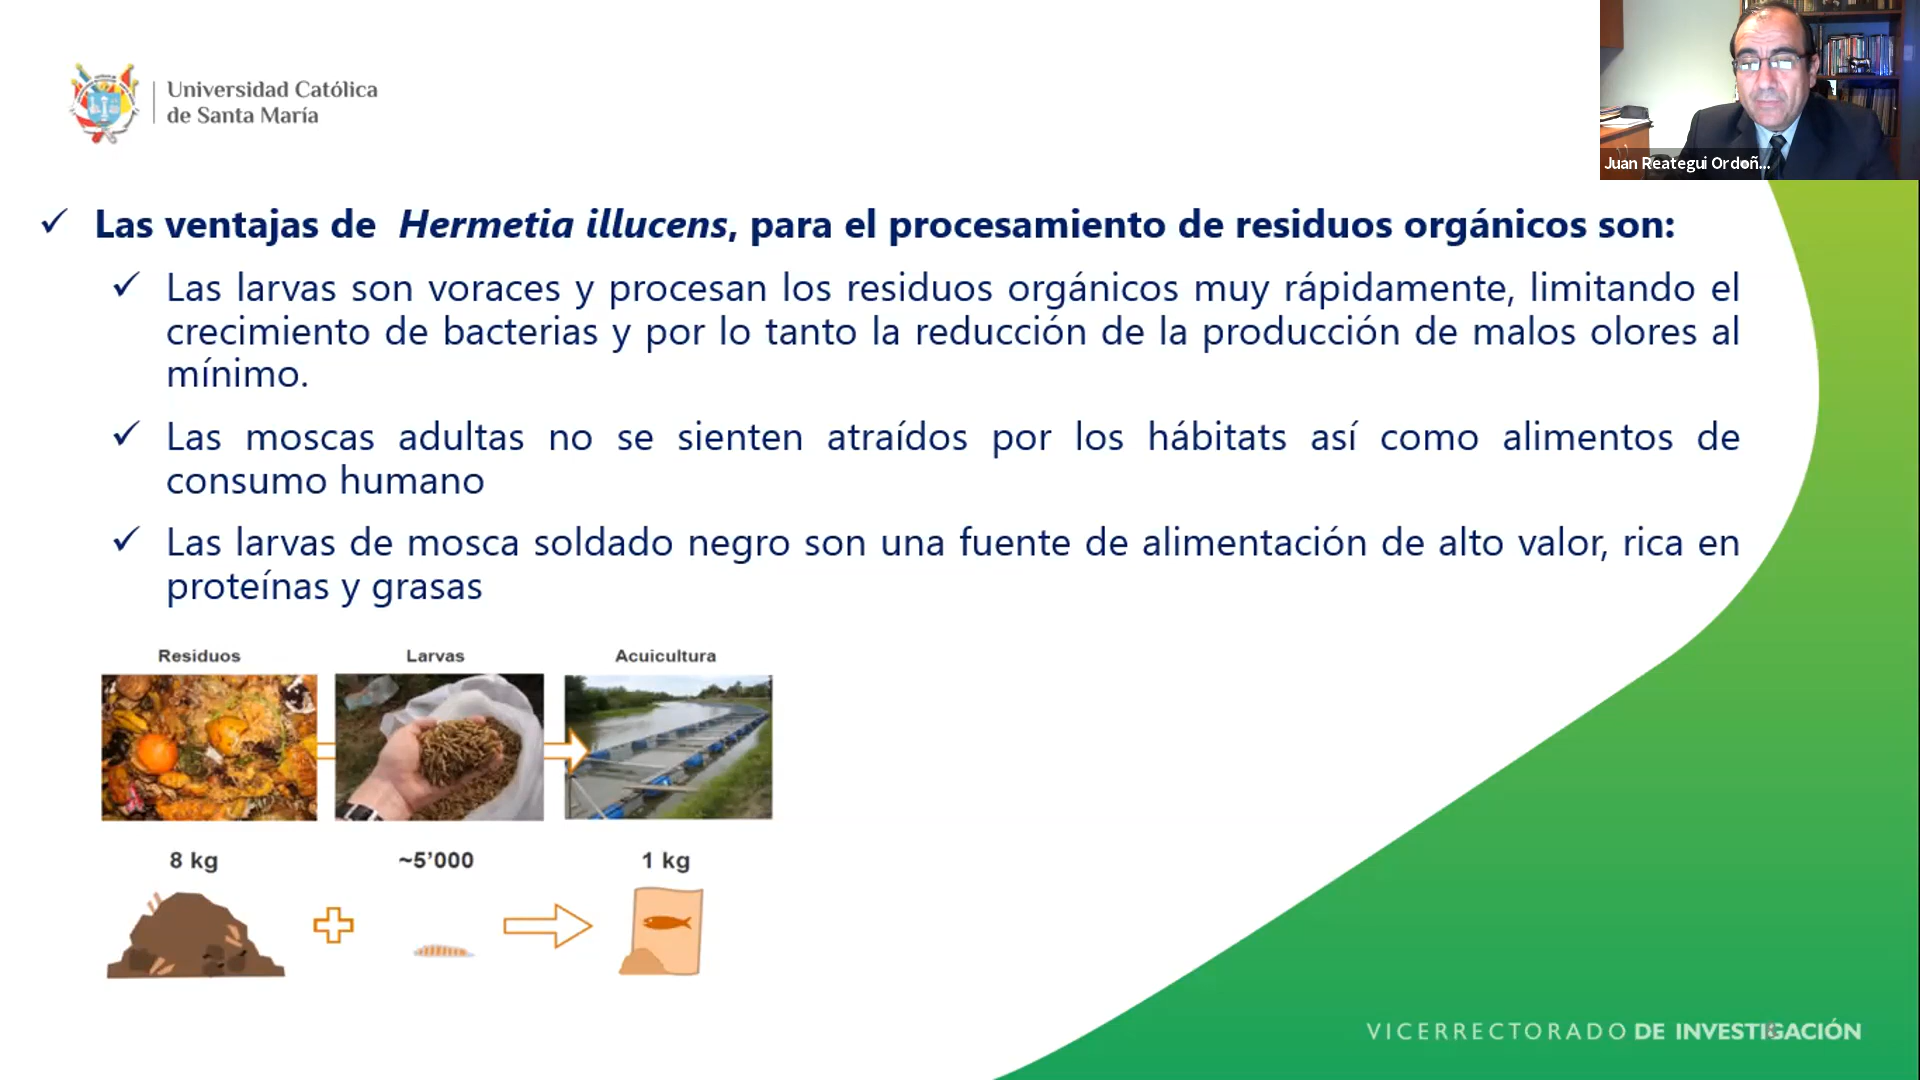 Universidad Católica
de Santa María
Juan Reategui Ordoñ...
✓ Las ventajas de Hermetia illucens, para el procesamiento de residuos orgánicos son:
✓ Las larvas son voraces y procesan los residuos orgánicos muy rápidamente, limitando el
crecimiento de bacterias y por lo tanto la reducción de la producción de malos olores al
mínimo.
✓ Las moscas adultas no se sienten atraídos por los hábitats así como alimentos de
consumo humano
✓ Las larvas de mosca soldado negro son una fuente de alimentación de alto valor, rica en
proteínas y grasas
Residuos Larvas Acuicultura
8 kg ~5’000 1 kg
VICERRECTORADO DE INVESTIGACIÓN